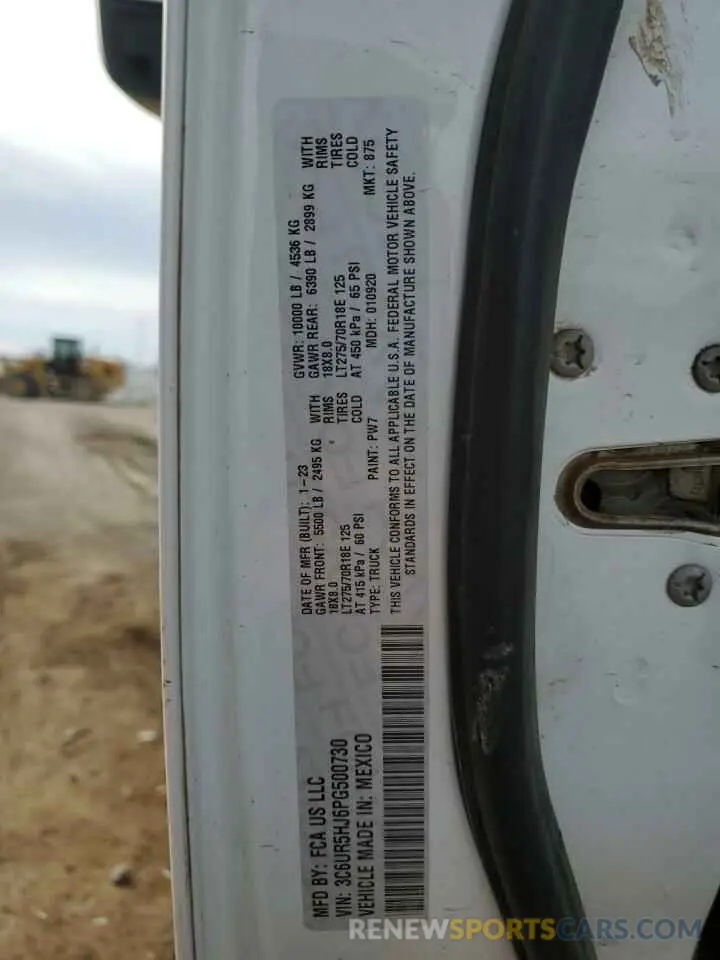 MFD BY: FCA US LLC
VIN: 3C6UR5HJ6PG500730
VEHICLE MADE IN: MEXICO
DATE OF MFR (BUILT): 1-23
GVWR: 10000 LB / 4536 KG
GAWR FRONT: 5500 LB / 2495 KG WITH
18X8.0 RIMS
LT275/70R18E 125 TIRES
AT 415 kPa / 60 PSI COLD
GAWR REAR: 6390 LB / 2899 KG WITH
18X8.0 RIMS
LT275/70R18E 125 TIRES
AT 450 kPa / 65 PSI COLD
TYPE: TRUCK PAINT: PW7 MDH: 010920 MKT: 875
THIS VEHICLE CONFORMS TO ALL APPLICABLE U.S.A. FEDERAL MOTOR VEHICLE SAFETY
STANDARDS IN EFFECT ON THE DATE OF MANUFACTURE SHOWN ABOVE.
RENEWSPORTSCAR.COM